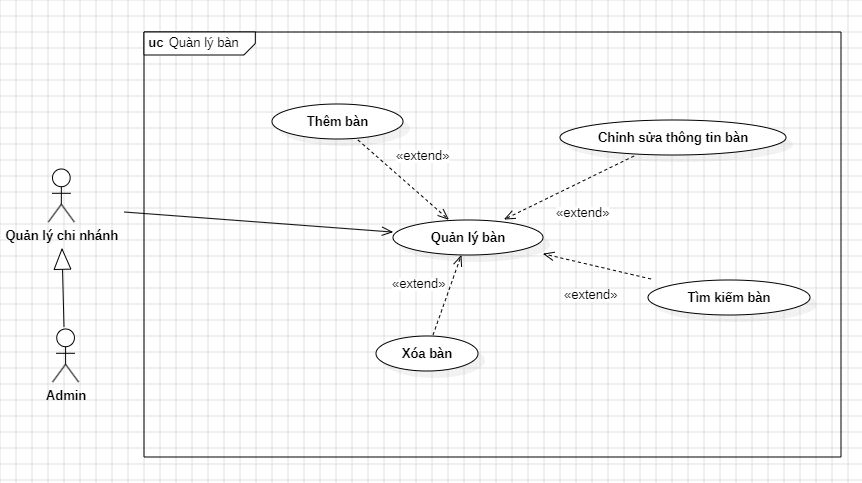 uc Quàn lý bàn
Thêm bàn
Chỉnh sửa thông tin bàn
«extend»
«extend»
Quản lý chi nhánh
Quản lý bàn
«extend»
«extend»
Tìm kiếm bàn
Xóa bàn
Admin